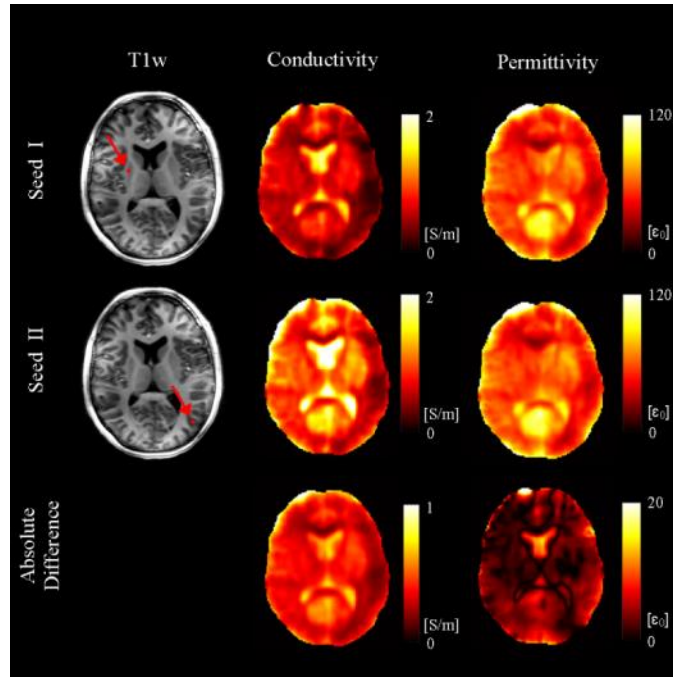 T1w Conductivity Permittivity
Seed I
2
[S/m]
0
120
[ε₀]
0
Seed II
2
[S/m]
0
120
[ε₀]
0
Absolute
Difference
1
[S/m]
0
20
[ε₀]
0